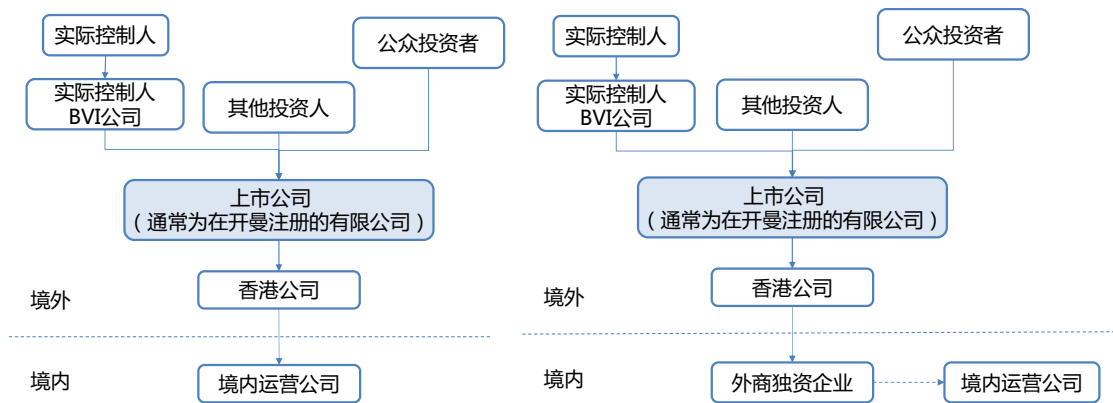 实际控制人
公众投资者
实际控制人
BVI公司
其他投资人
上市公司
（通常为在开曼注册的有限公司）
香港公司
境外
境内
境内运营公司
实际控制人
公众投资者
实际控制人
BVI公司
其他投资人
上市公司
（通常为在开曼注册的有限公司）
香港公司
境外
境内
外商独资企业
境内运营公司